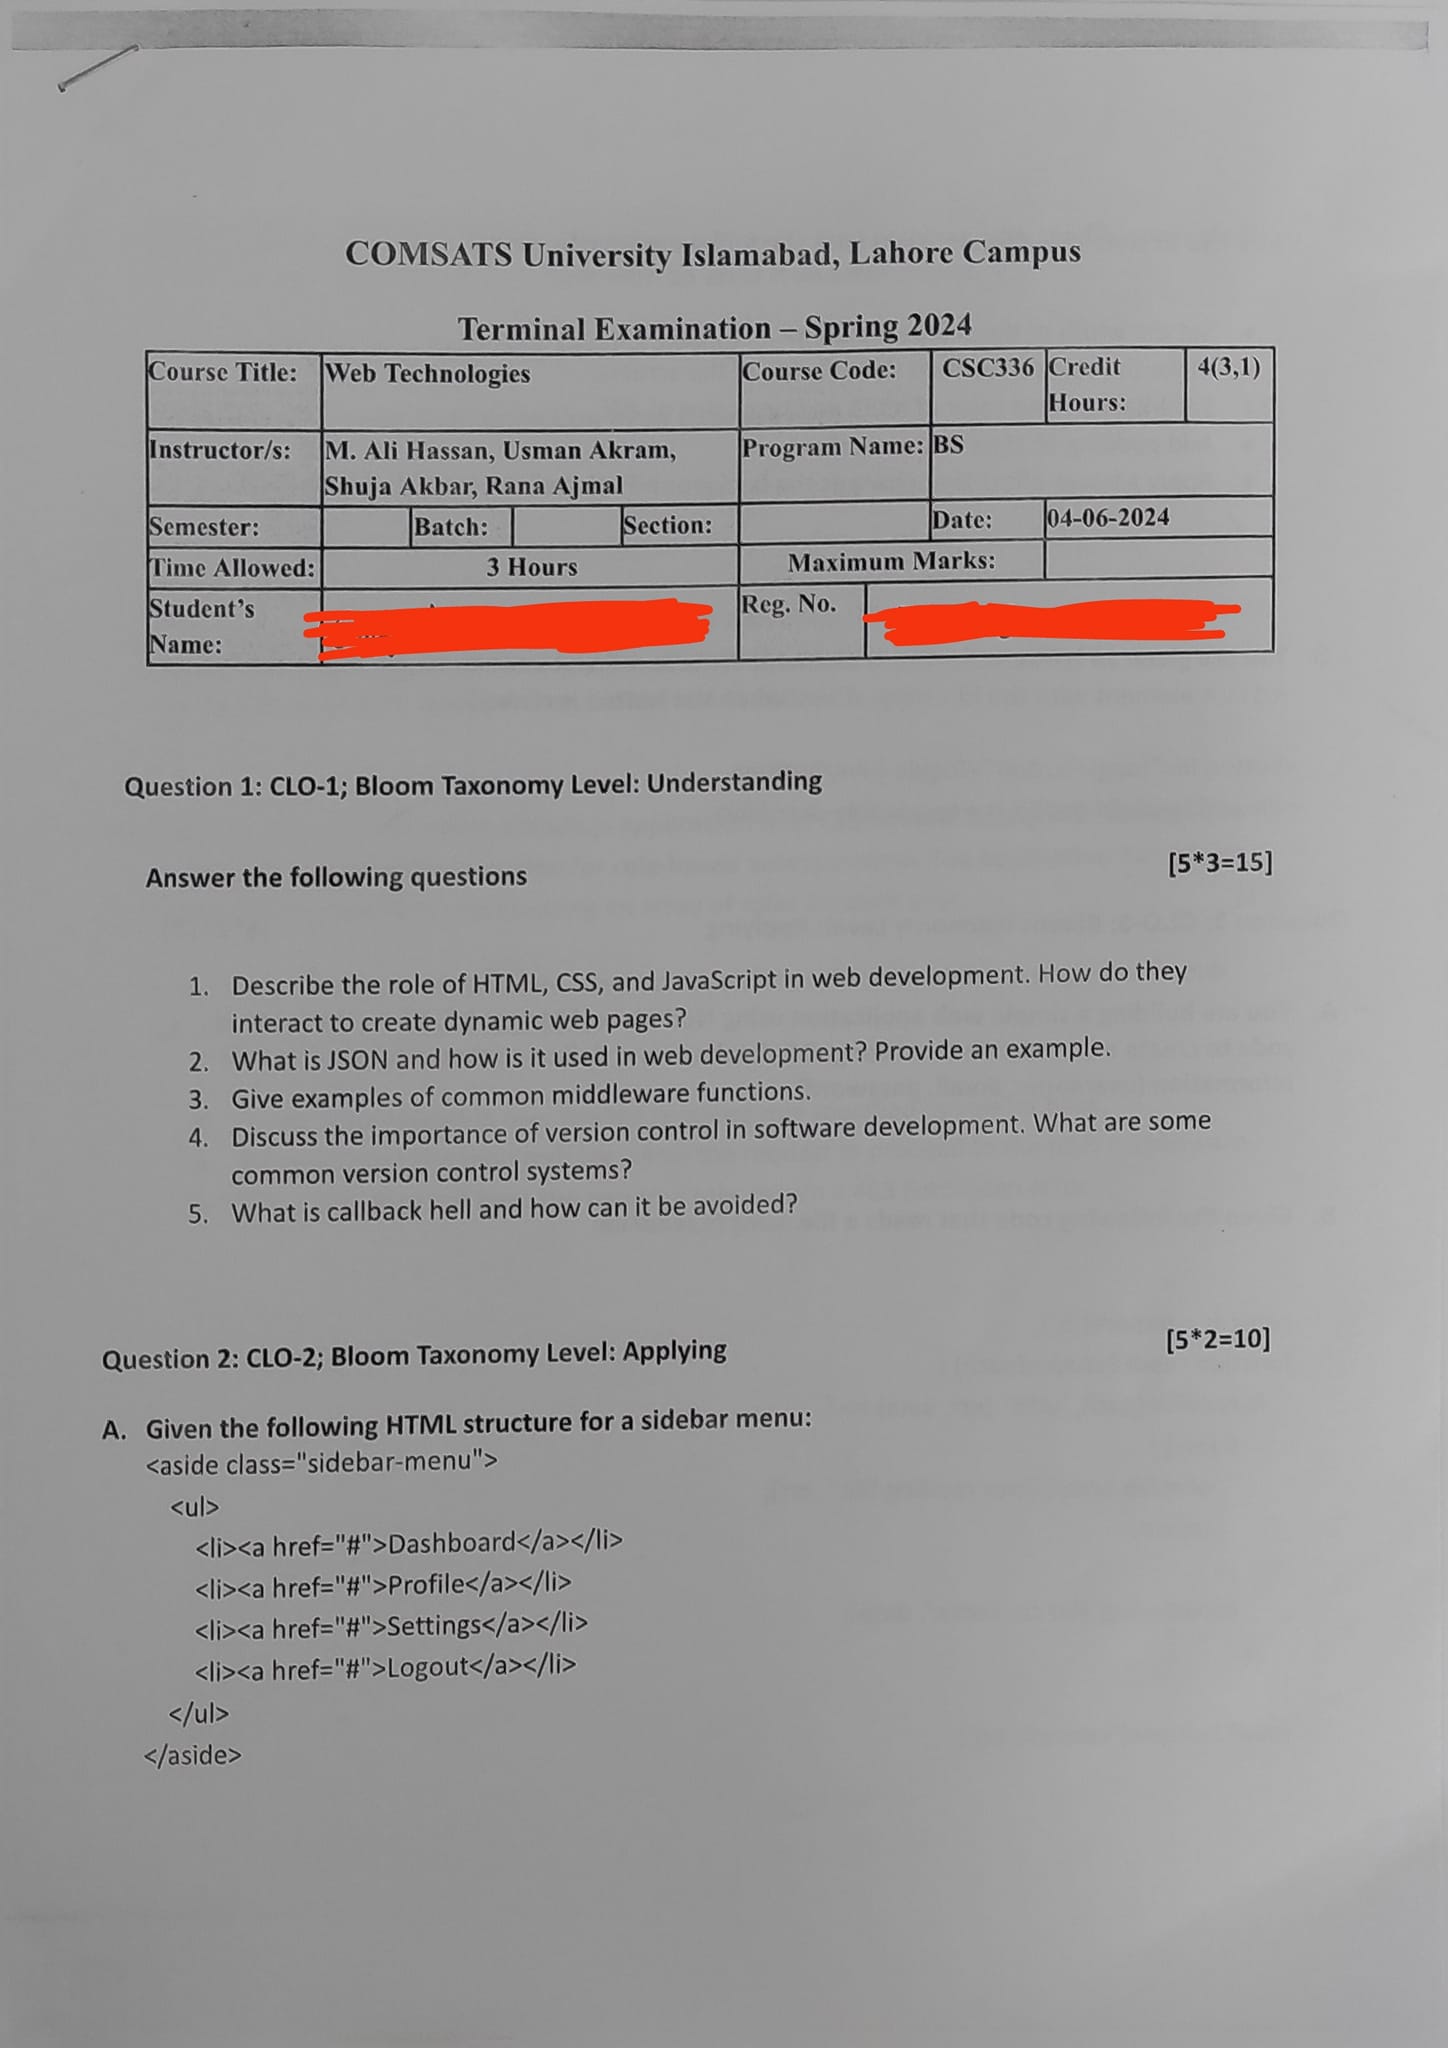 COMSATS University Islamabad, Lahore Campus
Terminal Examination – Spring 2024
Course Title: Web Technologies Course Code: CSC336 Credit Hours: 4(3,1)
Instructor/s: M. Ali Hassan, Usman Akram, Shuja Akbar, Rana Ajmal Program Name: BS
Semester: Batch: Section: Date: 04-06-2024
Time Allowed: 3 Hours Maximum Marks:
Student's Name: Reg. No.
Question 1: CLO-1; Bloom Taxonomy Level: Understanding
Answer the following questions [5*3=15]
1. Describe the role of HTML, CSS, and JavaScript in web development. How do they
interact to create dynamic web pages?
2. What is JSON and how is it used in web development? Provide an example.
3. Give examples of common middleware functions.
4. Discuss the importance of version control in software development. What are some
common version control systems?
5. What is callback hell and how can it be avoided?
Question 2: CLO-2; Bloom Taxonomy Level: Applying [5*2=10]
A. Given the following HTML structure for a sidebar menu:
<aside class="sidebar-menu">
<ul>
<li><a href="#">Dashboard</a></li>
<li><a href="#">Profile</a></li>
<li><a href="#">Settings</a></li>
<li><a href="#">Logout</a></li>
</ul>
</aside>